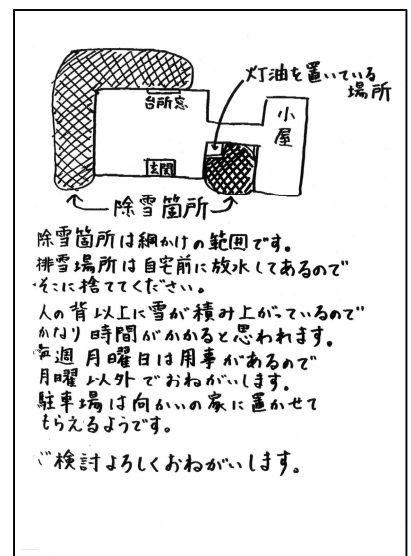 灯油を置いている
場所
台所窓
小屋
玄関
除雪箇所
除雪箇所は網かけの範囲です。
排雪場所は自宅前に放水してあるので
そこに捨ててください。
人の背以上に雪が積み上がっているので
かなり時間がかかると思われます。
毎週月曜日は用事があるので
月曜以外でおねがいします。
駐車場は向かいの家に置かせて
もらえるようです。
ご検討よろしくおねがいします。